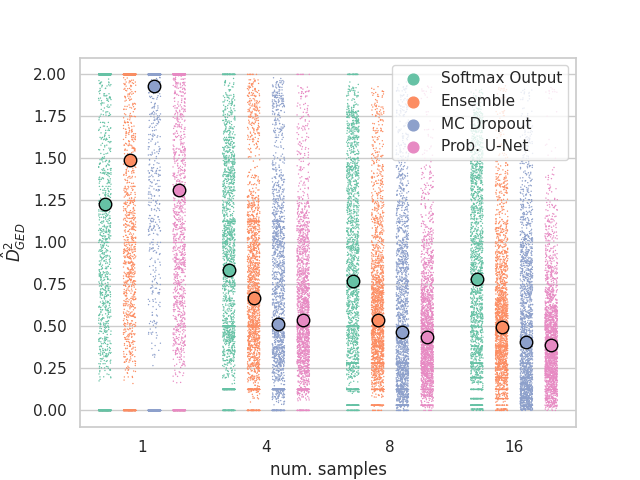 2.00
1.75
1.50
1.25
1.00
0.75
0.50
0.25
0.00
D̂²_GED
Softmax Output
Ensemble
MC Dropout
Prob. U-Net
1 4 8 16
num. samples